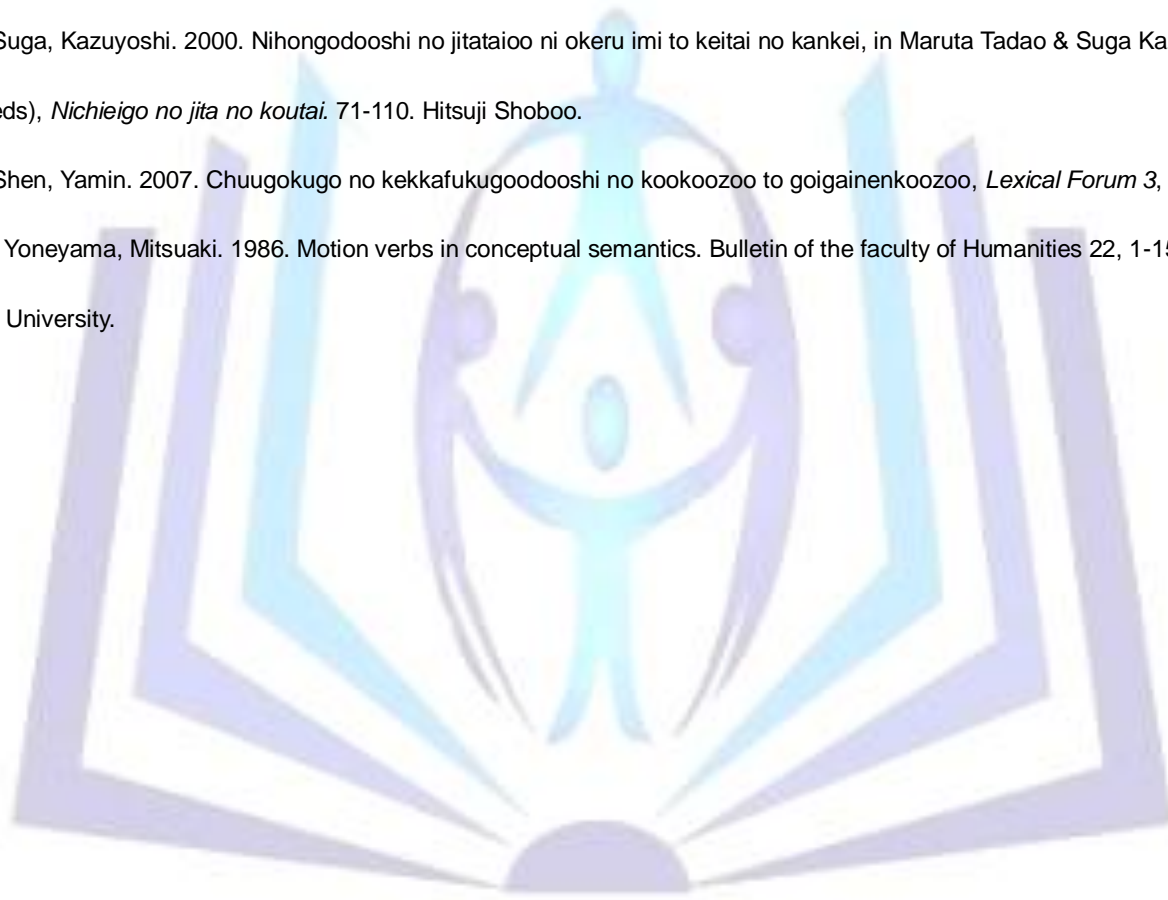 Suga, Kazuyoshi. 2000. Nihongodooshi no jitataioo ni okeru imi to keitai no kankei, in Maruta Tadao & Suga Ka
eds), Nichieigo no jita no koutai. 71-110. Hitsuji Shoboo.
Shen, Yamin. 2007. Chuugokugo no kekkafukugoodooshi no kookoozoo to goigainenkoozoo, Lexical Forum 3,
Yoneyama, Mitsuaki. 1986. Motion verbs in conceptual semantics. Bulletin of the faculty of Humanities 22, 1-15
University.